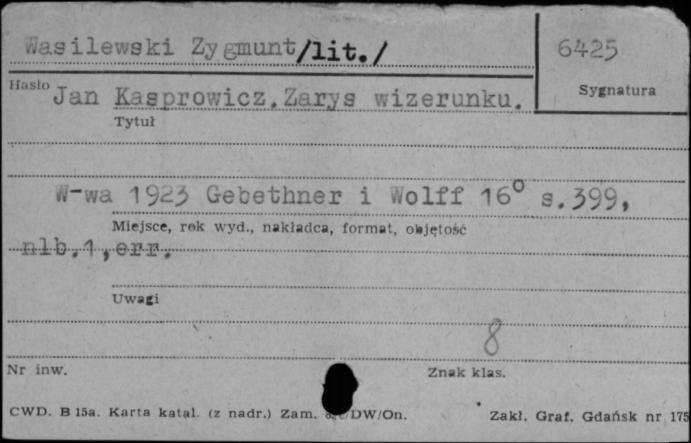 Wasilewski Zygmunt/lit./
6425
Sygnatura
Hasło
Jan Kasprowicz.Zarys wizerunku.
Tytuł
W-wa 1923 Gebethner i Wolff 16° s.399,
Miejsce, rok wyd., nakładca, format, objętość
nlb.1,err.
Uwagi
8
Nr inw.
Znak klas.
CWD. B 15a. Karta katal. (z nadr.) Zam. /DW/On.
Zakł. Graf. Gdańsk nr 175